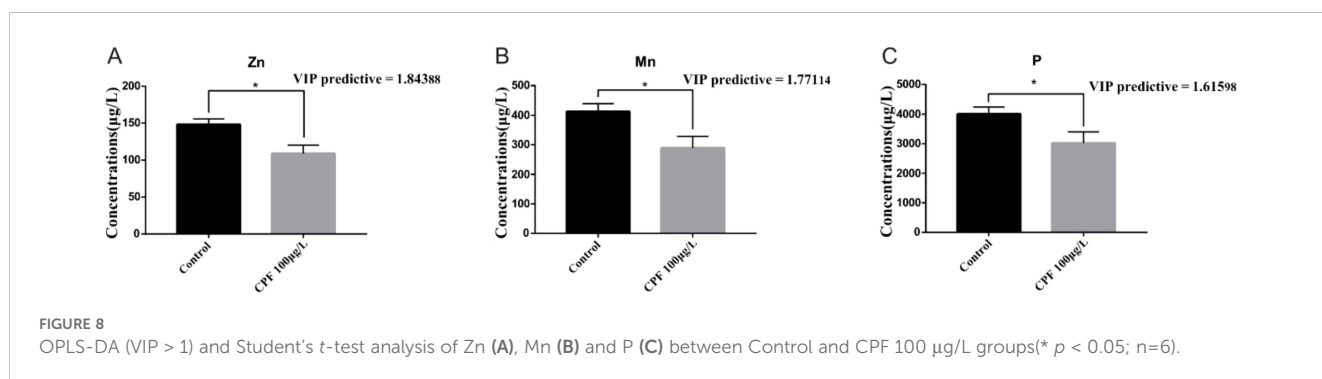 A
Zn
VIP predictive = 1.84388
*
Concentrations(µg/L)
200
150
100
50
0
Control
CPF 100µg/L
B
Mn
VIP predictive = 1.77114
*
Concentrations(µg/L)
500
400
300
200
100
0
Control
CPF 100µg/L
C
P
VIP predictive = 1.61598
*
Concentrations(µg/L)
5000
4000
3000
2000
1000
0
Control
CPF 100µg/L
FIGURE 8
OPLS-DA (VIP > 1) and Student's t-test analysis of Zn (A), Mn (B) and P (C) between Control and CPF 100 µg/L groups(* p < 0.05; n=6).